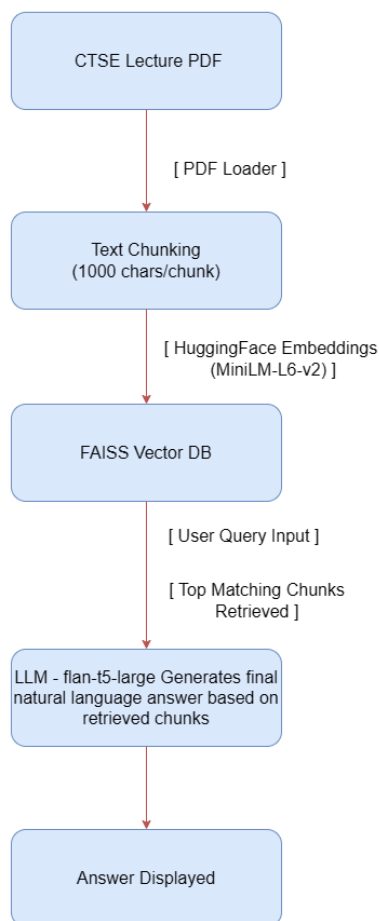 CTSE Lecture PDF
[ PDF Loader ]
Text Chunking
(1000 chars/chunk)
[ HuggingFace Embeddings
(MiniLM-L6-v2) ]
FAISS Vector DB
[ User Query Input ]
[ Top Matching Chunks
Retrieved ]
LLM - flan-t5-large Generates final
natural language answer based on
retrieved chunks
Answer Displayed